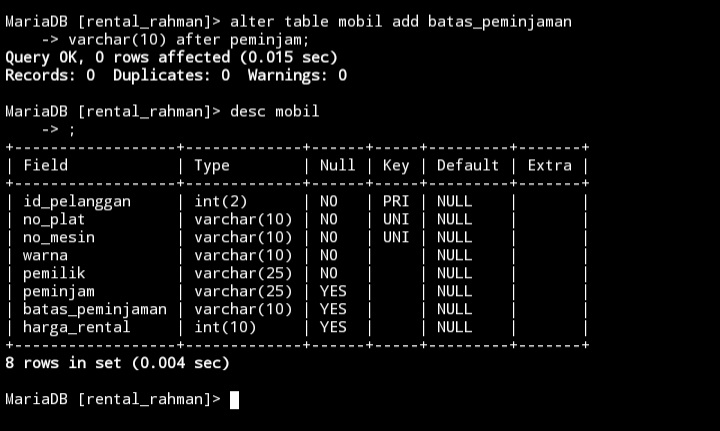 MariaDB [rental_rahman]> alter table mobil add batas_peminjaman
    -> varchar(10) after peminjam;
Query OK, 0 rows affected (0.015 sec)
Records: 0  Duplicates: 0  Warnings: 0

MariaDB [rental_rahman]> desc mobil
    -> ;
+------------------+-------------+------+-----+---------+-------+
| Field            | Type        | Null | Key | Default | Extra |
+------------------+-------------+------+-----+---------+-------+
| id_pelanggan     | int(2)      | NO   | PRI | NULL    |       |
| no_plat          | varchar(10) | NO   | UNI | NULL    |       |
| no_mesin         | varchar(10) | NO   | UNI | NULL    |       |
| warna            | varchar(10) | NO   |     | NULL    |       |
| pemilik          | varchar(25) | NO   |     | NULL    |       |
| peminjam         | varchar(25) | YES  |     | NULL    |       |
| batas_peminjaman | varchar(10) | YES  |     | NULL    |       |
| harga_rental     | int(10)     | YES  |     | NULL    |       |
+------------------+-------------+------+-----+---------+-------+
8 rows in set (0.004 sec)

MariaDB [rental_rahman]>